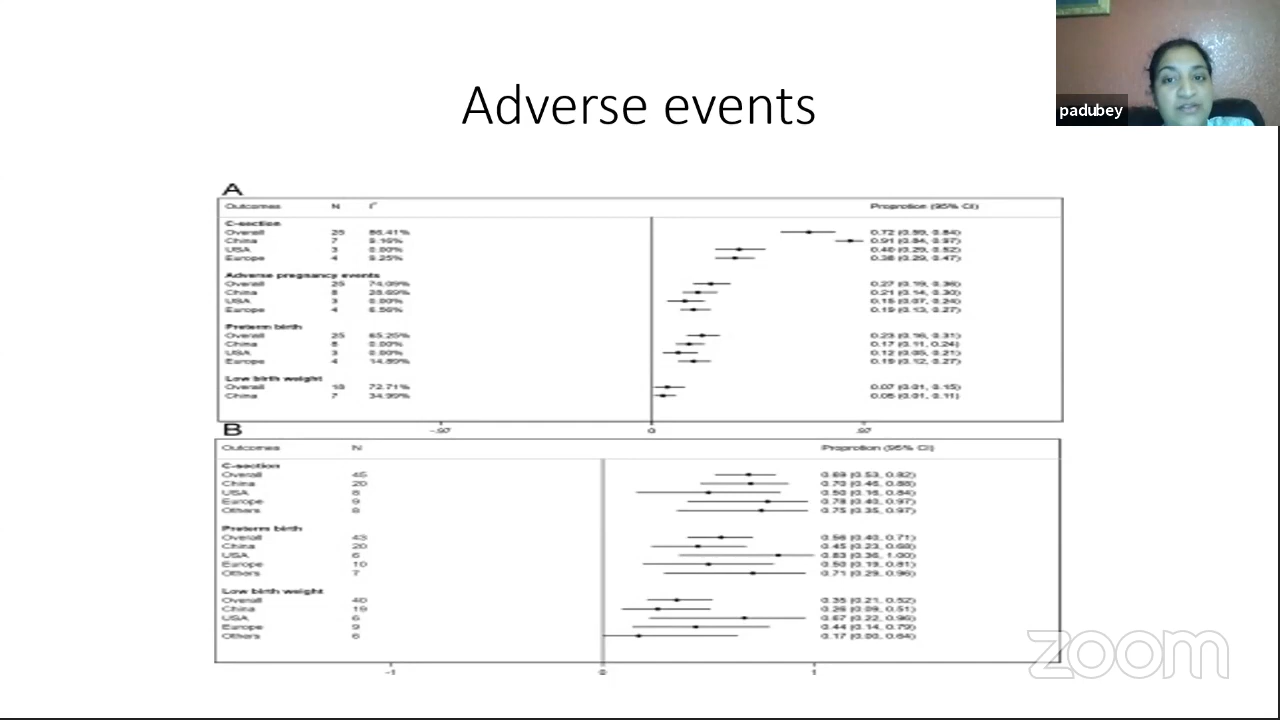 padubey
Adverse events
A
Outcomes N I² Proprotion (95% CI)
C-section
Overall 25 86.41% 0.72 (0.59, 0.84)
China 7 9.16% 0.91 (0.84, 0.97)
USA 3 0.00% 0.40 (0.29, 0.52)
Europe 4 9.25% 0.38 (0.29, 0.47)
Adverse pregnancy events
Overall 25 74.09% 0.27 (0.19, 0.36)
China 8 28.69% 0.21 (0.14, 0.30)
USA 3 0.00% 0.15 (0.07, 0.24)
Europe 4 6.56% 0.19 (0.13, 0.27)
Preterm birth
Overall 25 65.25% 0.23 (0.16, 0.31)
China 8 0.00% 0.17 (0.11, 0.24)
USA 3 0.00% 0.12 (0.05, 0.21)
Europe 4 14.89% 0.19 (0.12, 0.27)
Low birth weight
Overall 18 72.71% 0.07 (0.01, 0.15)
China 7 34.99% (0.01, 0.11)
-.97 0 .97
B
Outcomes N Proprotion (95% CI)
C-section
Overall 45 0.69 (0.53, 0.82)
China 20 0.70 (0.46, 0.88)
USA 8 0.50 (0.16, 0.84)
Europe 9 0.78 (0.40, 0.97)
Others 8 0.75 (0.35, 0.97)
Preterm birth
Overall 43 0.56 (0.40, 0.71)
China 20 0.45 (0.23, 0.68)
USA 6 0.83 (0.36, 1.00)
Europe 10 0.50 (0.19, 0.81)
Others 7 0.71 (0.29, 0.96)
Low birth weight
Overall 40 0.35 (0.21, 0.52)
China 19 0.26 (0.09, 0.51)
USA 6 0.67 (0.22, 0.96)
Europe 9 0.44 (0.14, 0.79)
Others 6 0.17 (0.00, 0.64)
-1 0 1
zoom